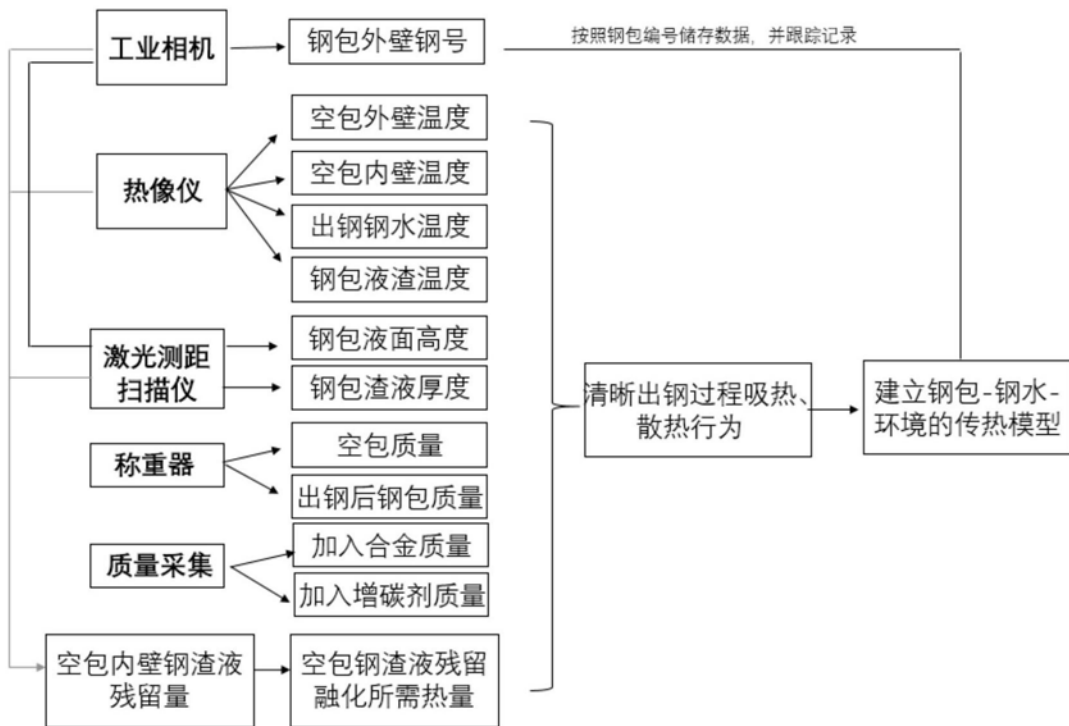 工业相机
钢包外壁钢号
按照钢包编号储存数据，并跟踪记录
热像仪
空包外壁温度
空包内壁温度
出钢钢水温度
钢包液渣温度
激光测距
扫描仪
钢包液面高度
钢包渣液厚度
称重器
空包质量
出钢后钢包质量
质量采集
加入合金质量
加入增碳剂质量
空包内壁钢渣液
残留量
空包钢渣液残留
融化所需热量
清晰出钢过程吸热、
散热行为
建立钢包-钢水-
环境的传热模型